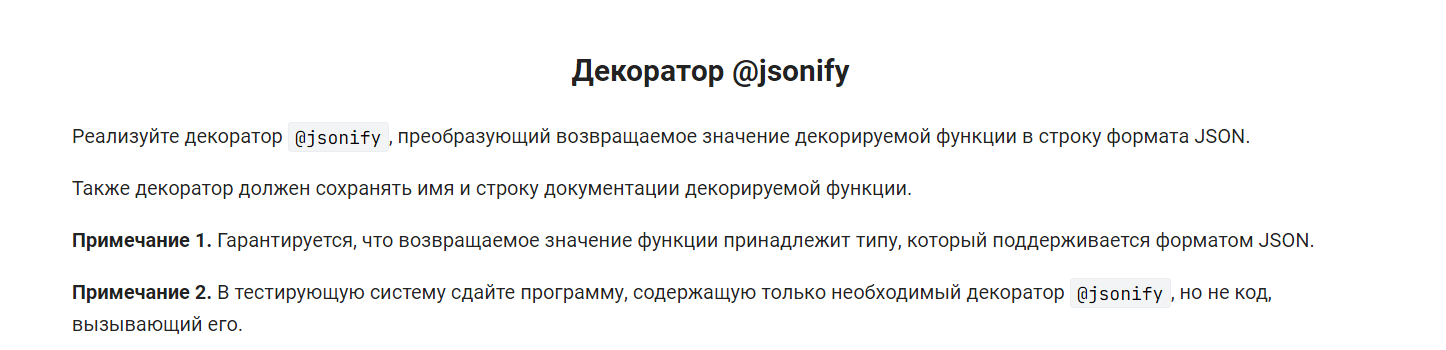 Декоратор @jsonify
Реализуйте декоратор @jsonify, преобразующий возвращаемое значение декорируемой функции в строку формата JSON.
Также декоратор должен сохранять имя и строку документации декорируемой функции.
Примечание 1. Гарантируется, что возвращаемое значение функции принадлежит типу, который поддерживается форматом JSON.
Примечание 2. В тестирующую систему сдайте программу, содержащую только необходимый декоратор @jsonify, но не код,
вызывающий его.